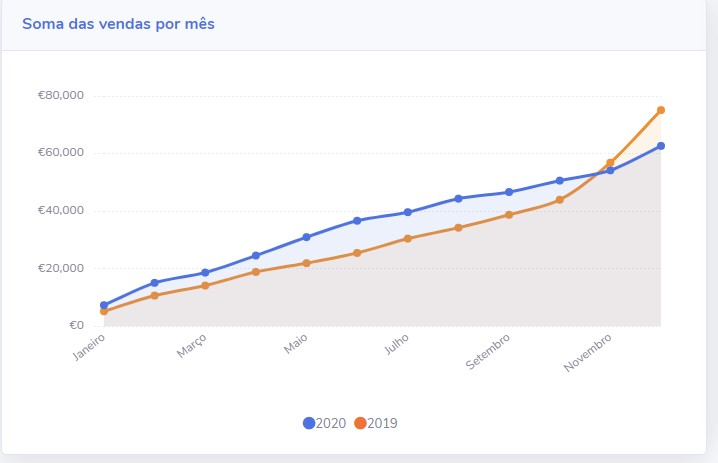 Soma das vendas por mês
€80,000
€60,000
€40,000
€20,000
€0
Janeiro
Março
Maio
Julho
Setembro
Novembro
2020 2019